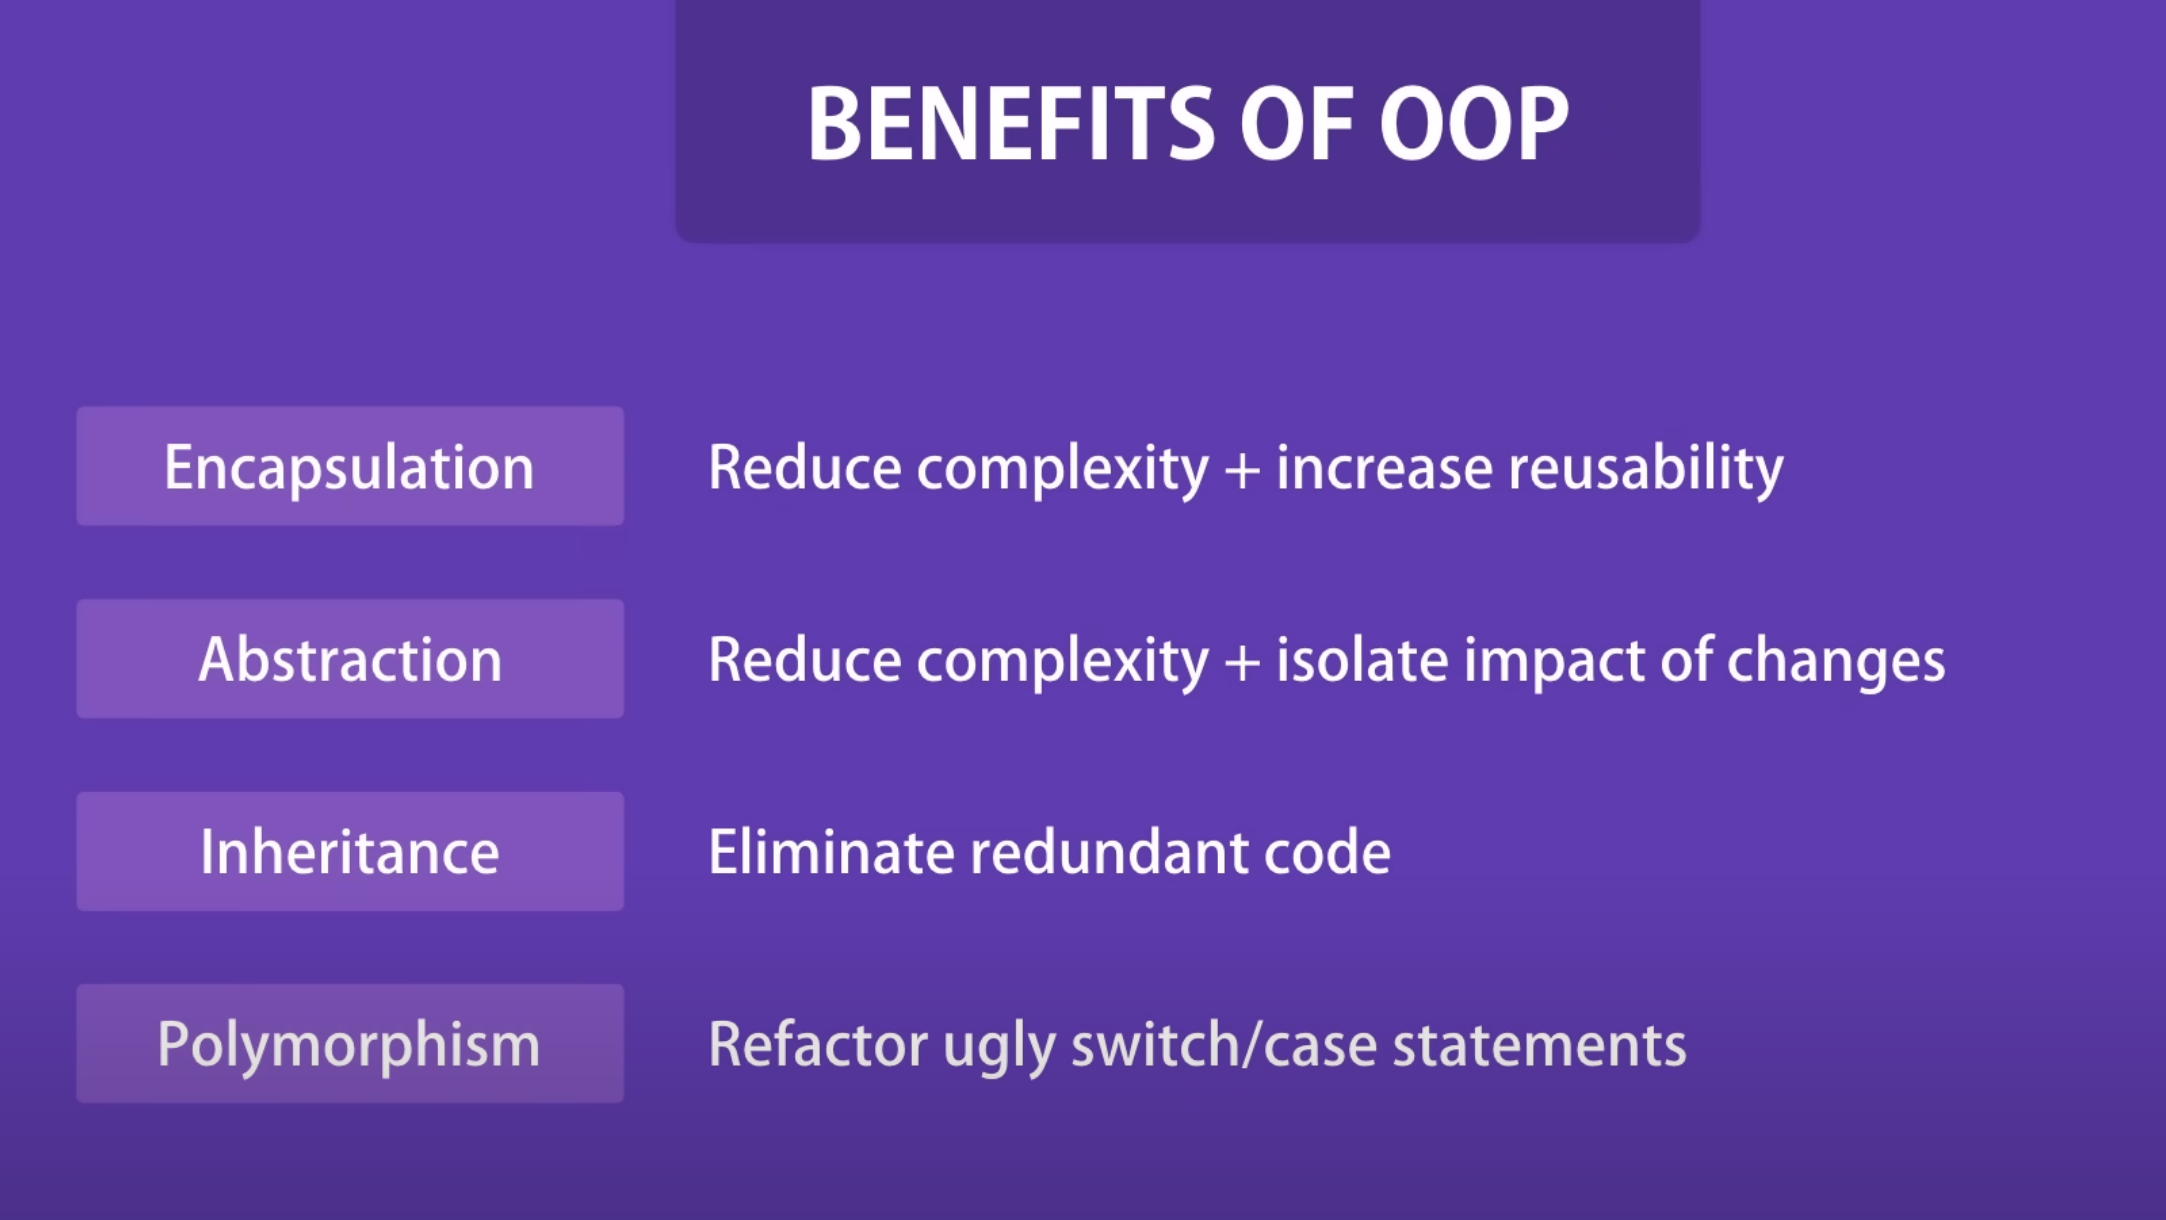 BENEFITS OF OOP
Encapsulation
Reduce complexity + increase reusability
Abstraction
Reduce complexity + isolate impact of changes
Inheritance
Eliminate redundant code
Polymorphism
Refactor ugly switch/case statements